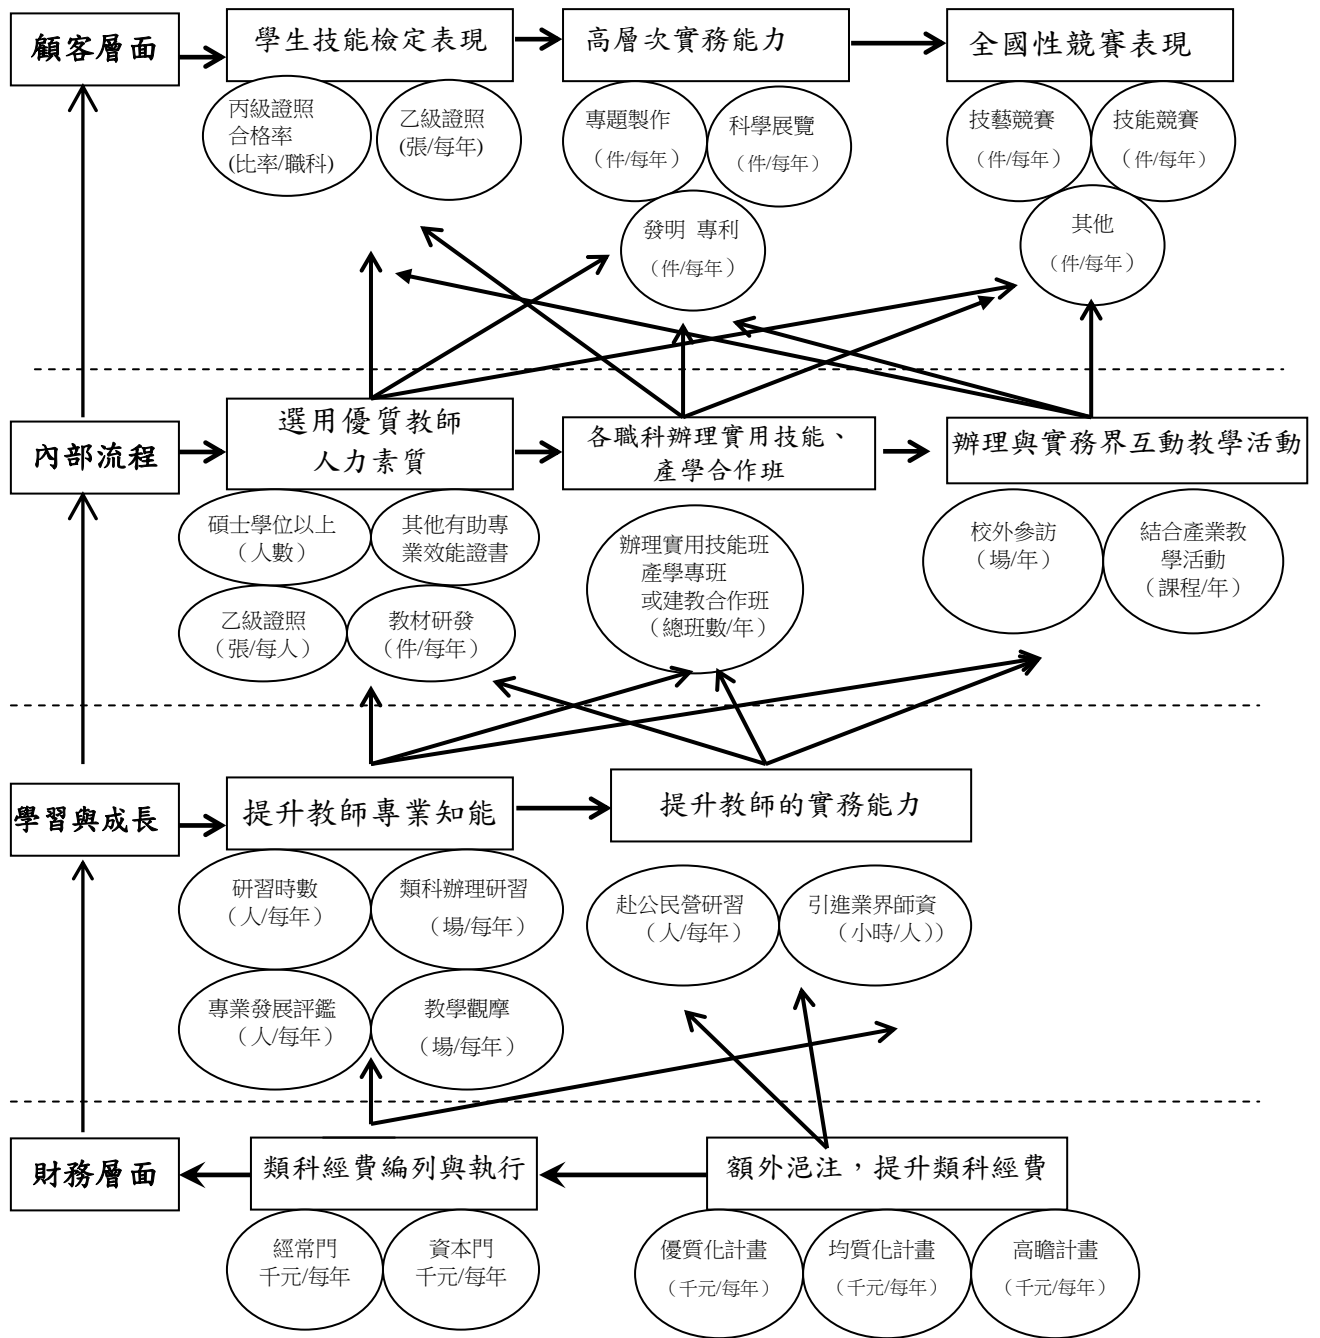 顧客層面
學生技能檢定表現
高層次實務能力
全國性競賽表現
丙級證照
合格率
(比率/職科)
乙級證照
(張/每年)
專題製作
（件/每年）
科學展覽
（件/每年）
發明 專利
（件/每年）
技藝競賽
（件/每年）
技能競賽
（件/每年）
其他
（件/每年）
內部流程
選用優質教師
人力素質
各職科辦理實用技能、
產學合作班
辦理與實務界互動教學活動
碩士學位以上
（人數）
其他有助專
業效能證書
乙級證照
（張/每人）
教材研發
（件/每年）
辦理實用技能班
產學專班
或建教合作班
（總班數/年）
校外參訪
（場/年）
結合產業教
學活動
（課程/年）
學習與成長
提升教師專業知能
提升教師的實務能力
研習時數
（人/每年）
類科辦理研習
（場/每年）
專業發展評鑑
（人/每年）
教學觀摩
（場/每年）
赴公民營研習
（人/每年）
引進業界師資
（小時/人））
財務層面
類科經費編列與執行
額外浥注，提升類科經費
經常門
千元/每年
資本門
千元/每年
優質化計畫
（千元/每年）
均質化計畫
（千元/每年）
高瞻計畫
（千元/每年）